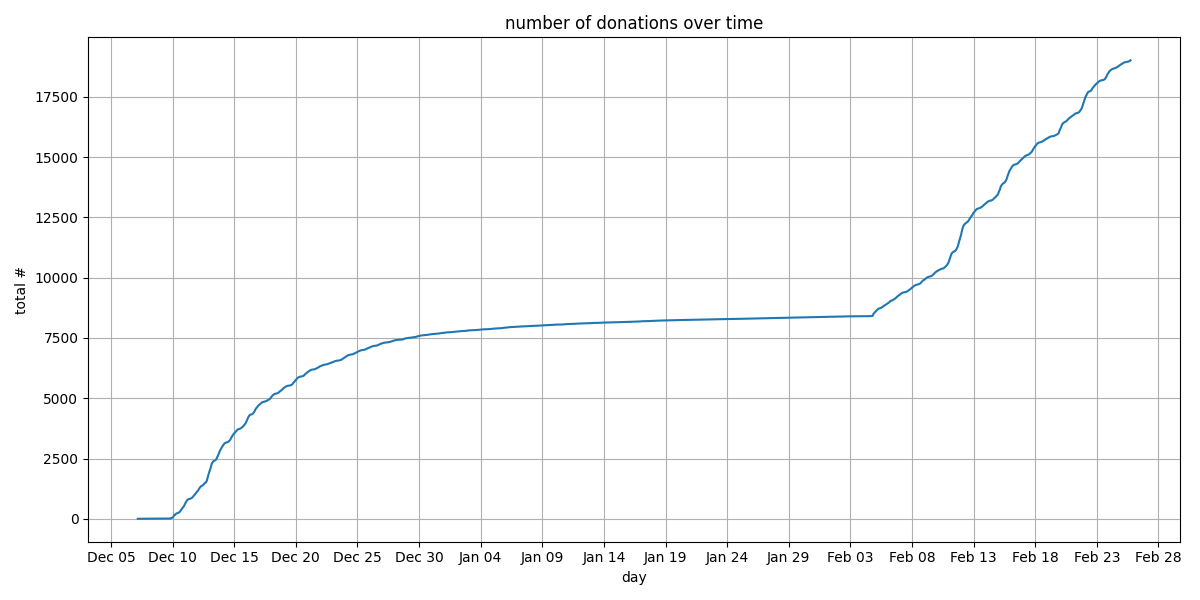 number of donations over time
total #
17500
15000
12500
10000
7500
5000
2500
0
Dec 05 Dec 10 Dec 15 Dec 20 Dec 25 Dec 30 Jan 04 Jan 09 Jan 14 Jan 19 Jan 24 Jan 29 Feb 03 Feb 08 Feb 13 Feb 18 Feb 23 Feb 28
day